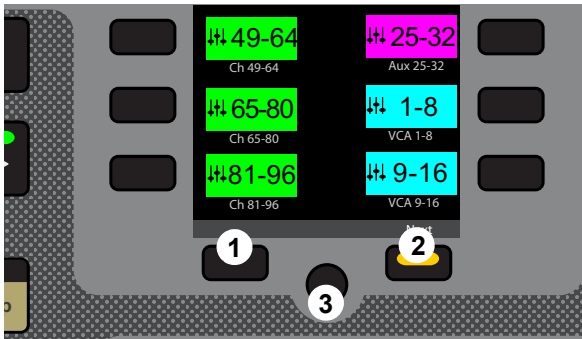 49-64
25-32
Ch 49-64
Aux 25-32
65-80
1-8
Ch 65-80
VCA 1-8
81-96
9-16
Ch 81-96
VCA 9-16
Next
1
2
3